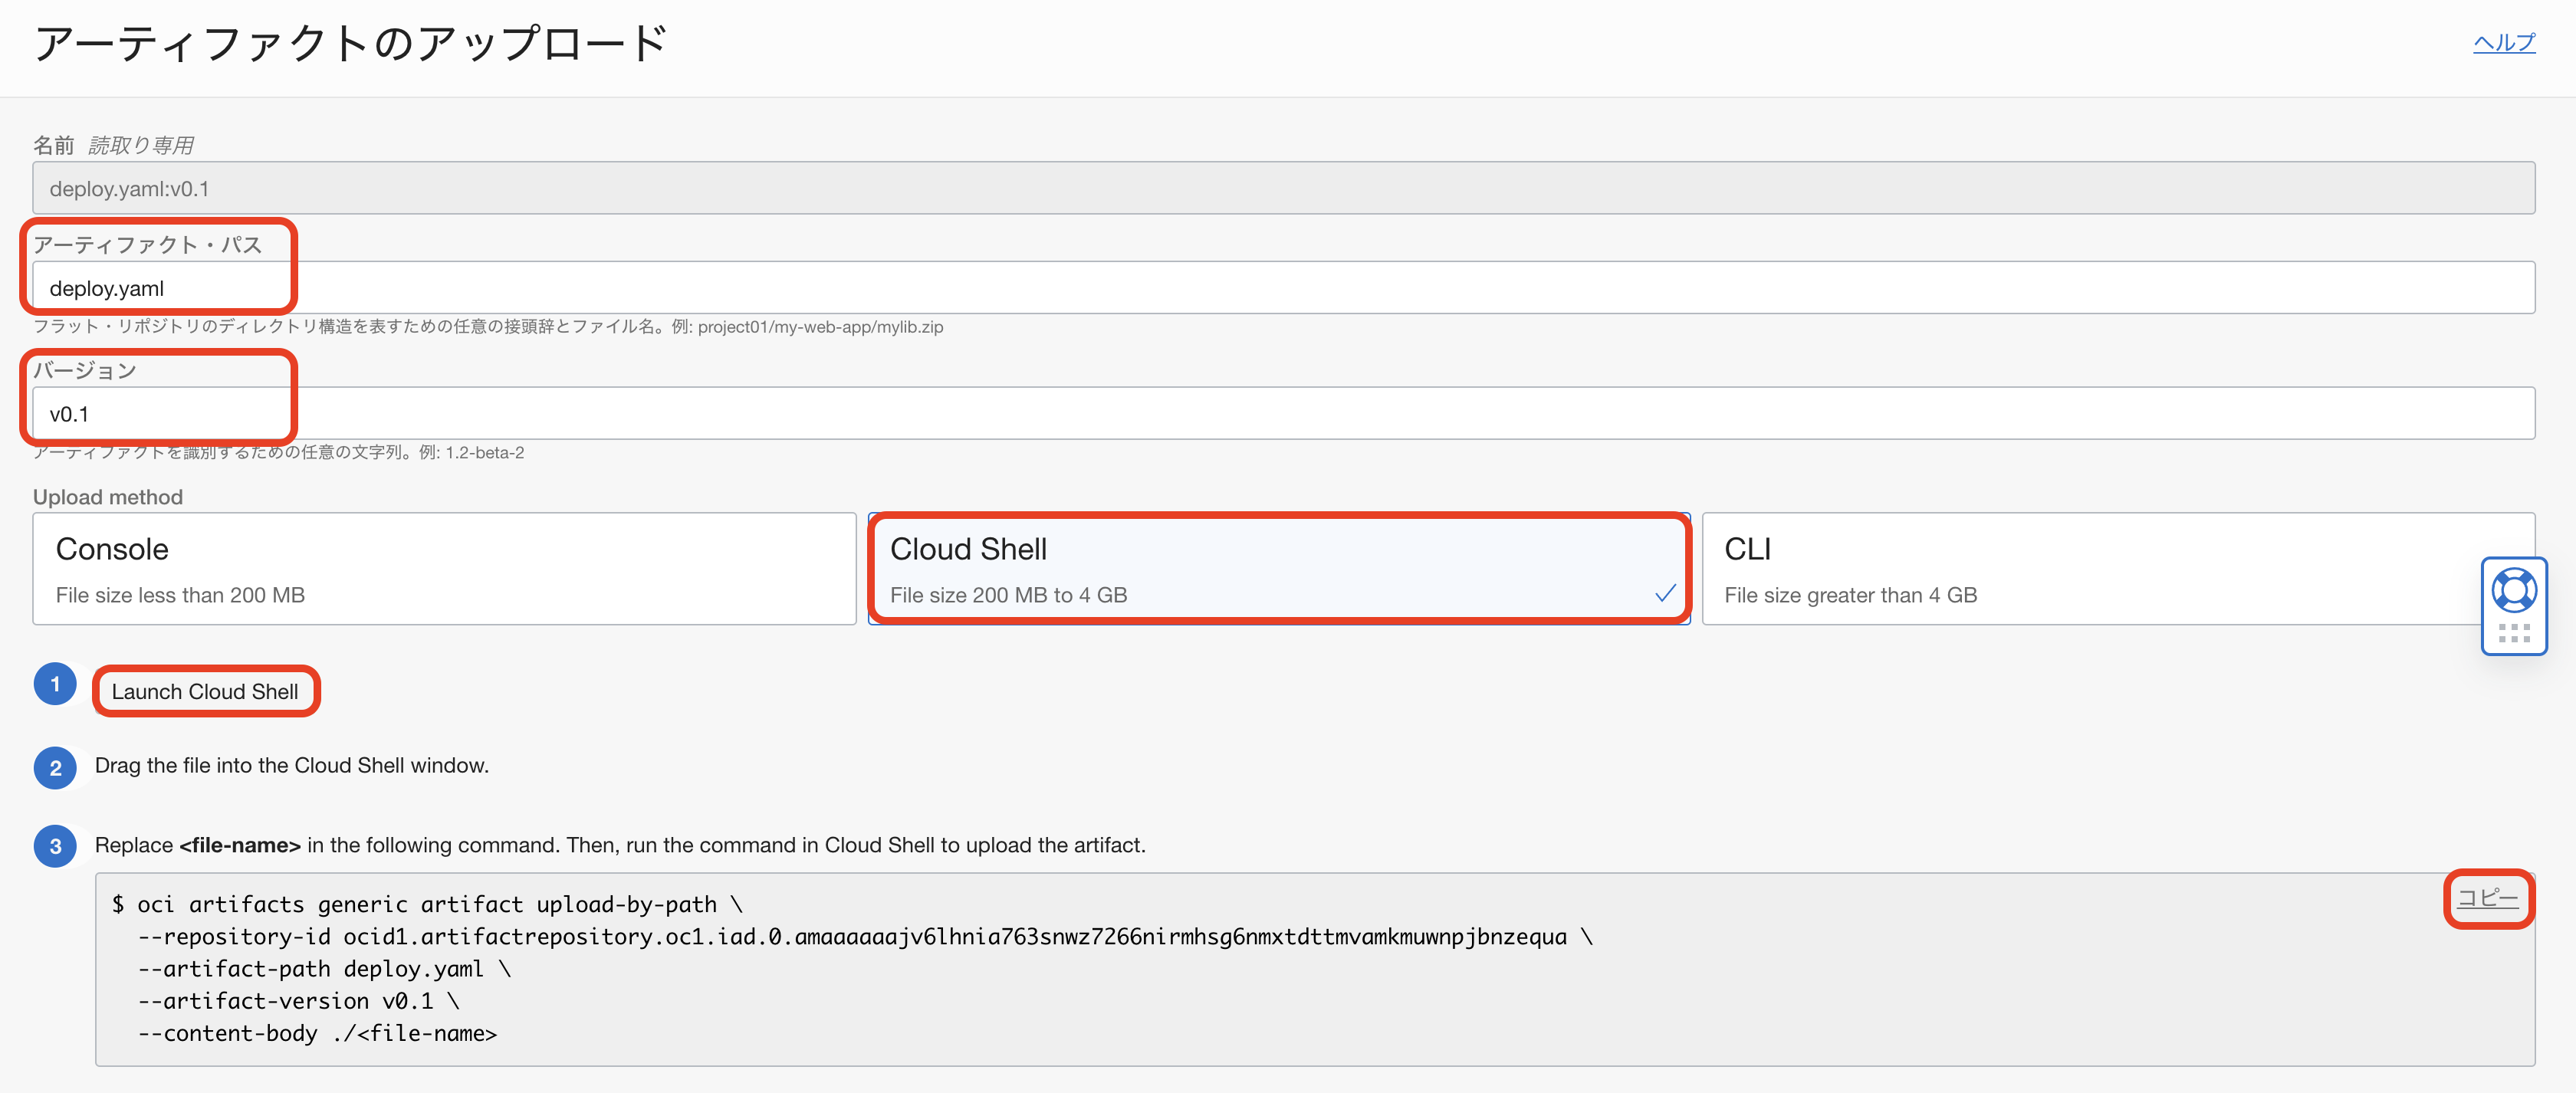 アーティファクトのアップロード
ヘルプ
名前 読取り専用
deploy.yaml:v0.1
アーティファクト・パス
deploy.yaml
フラット・リポジトリのディレクトリ構造を表すための任意の接頭辞とファイル名。例: project01/my-web-app/mylib.zip
バージョン
v0.1
アーティファクトを識別するための任意の文字列。例: 1.2-beta-2
Upload method
Console
File size less than 200 MB
Cloud Shell
File size 200 MB to 4 GB
CLI
File size greater than 4 GB
1 Launch Cloud Shell
2 Drag the file into the Cloud Shell window.
3 Replace <file-name> in the following command. Then, run the command in Cloud Shell to upload the artifact.
コピー
$ oci artifacts generic artifact upload-by-path \
--repository-id ocid1.artifactrepository.oc1.iad.0.amaaaaaajv6lhnia763snwz7266nirmhsg6nmxtdttmvamkmuwnpjbnzequa \
--artifact-path deploy.yaml \
--artifact-version v0.1 \
--content-body ./<file-name>